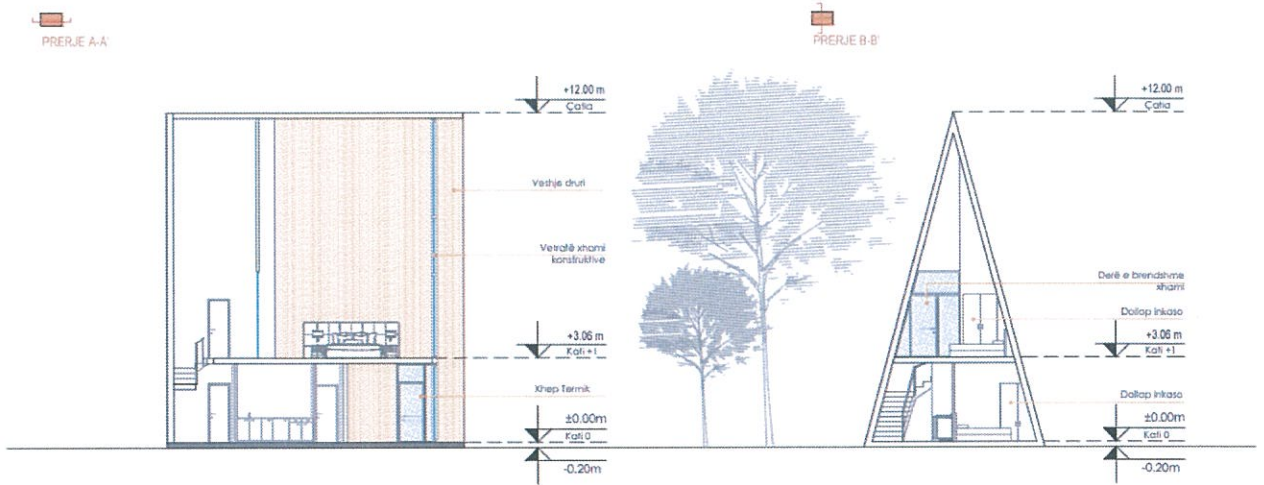 PRERJE A-A'
PRERJE B-B'
+12.00 m
Çatia
Veshje druri
Vetratë xhami
konstruktive
+3.06 m
Kati +1
Xhep Termik
±0.00m
Kati 0
-0.20m
+12.00 m
Çatia
Derë e brendshme
xhami
Dollap inkaso
+3.06 m
Kati +1
Dollap inkaso
±0.00m
Kati 0
-0.20m